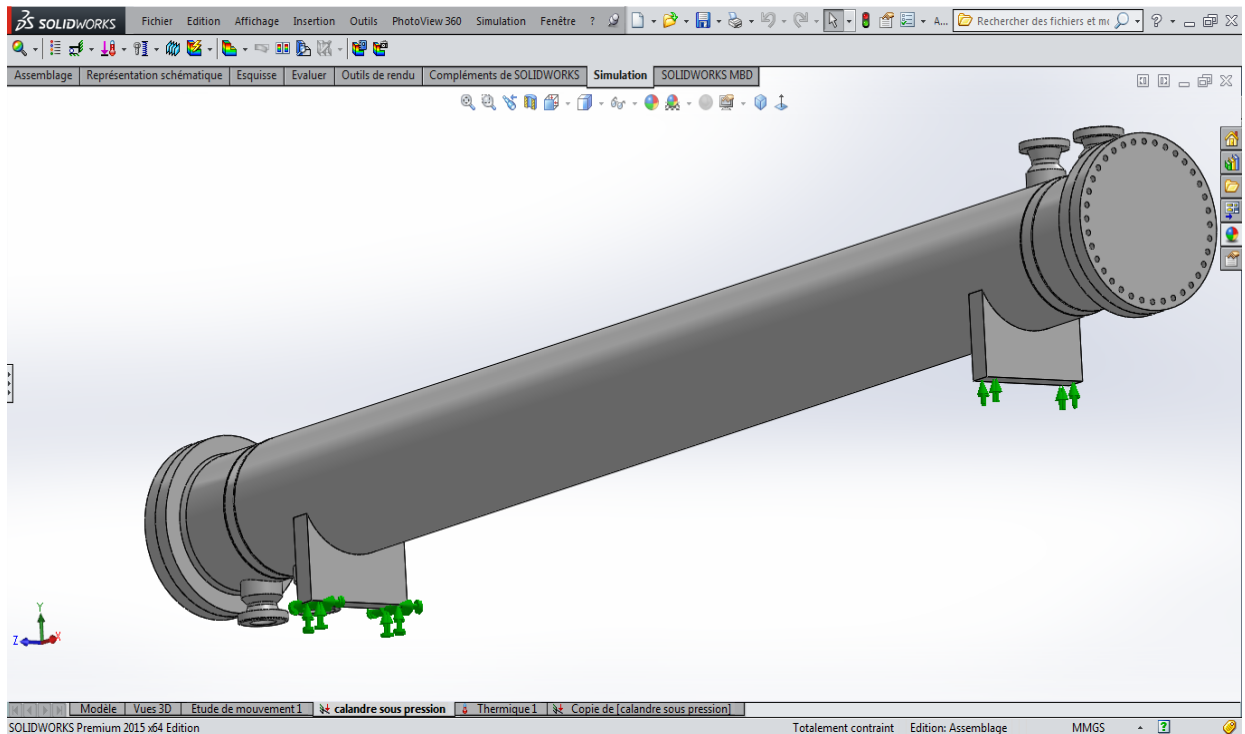 SOLIDWORKS Fichier Edition Affichage Insertion Outils PhotoView 360 Simulation Fenêtre ? A... Rechercher des fichiers et mo ?
Assemblage Représentation schématique Esquisse Evaluer Outils de rendu Compléments de SOLIDWORKS Simulation SOLIDWORKS MBD
Y
Z X
Modèle Vues 3D Etude de mouvement 1 calandre sous pression Thermique 1 Copie de [calandre sous pression]
SOLIDWORKS Premium 2015 x64 Edition Totalement contraint Edition: Assemblage MMGS ?